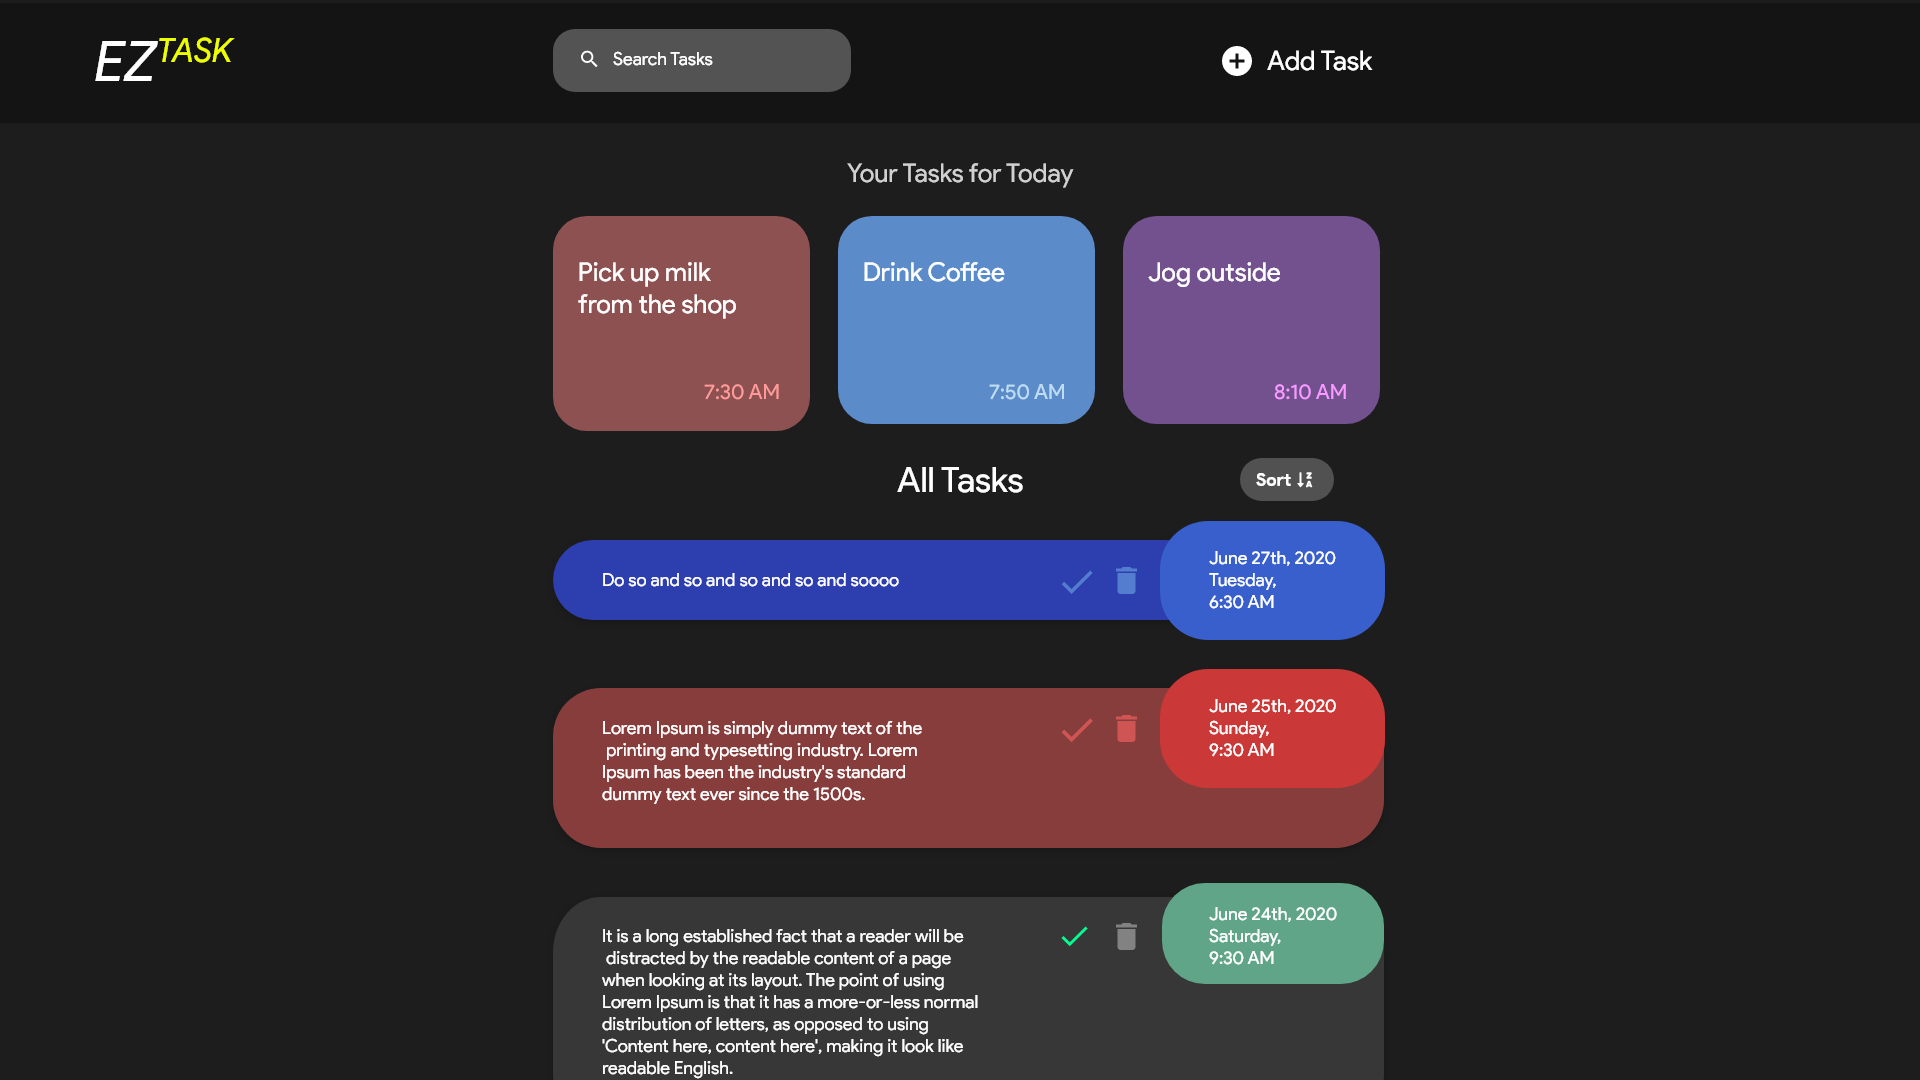 EZTASK
Search Tasks
Add Task
Your Tasks for Today
Pick up milk
from the shop
7:30 AM
Drink Coffee
7:50 AM
Jog outside
8:10 AM
All Tasks
Sort
Do so and so and so and so and soooo
June 27th, 2020
Tuesday,
6:30 AM
Lorem Ipsum is simply dummy text of the
printing and typesetting industry. Lorem
Ipsum has been the industry's standard
dummy text ever since the 1500s.
June 25th, 2020
Sunday,
9:30 AM
It is a long established fact that a reader will be
distracted by the readable content of a page
when looking at its layout. The point of using
Lorem Ipsum is that it has a more-or-less normal
distribution of letters, as opposed to using
'Content here, content here', making it look like
readable English.
June 24th, 2020
Saturday,
9:30 AM